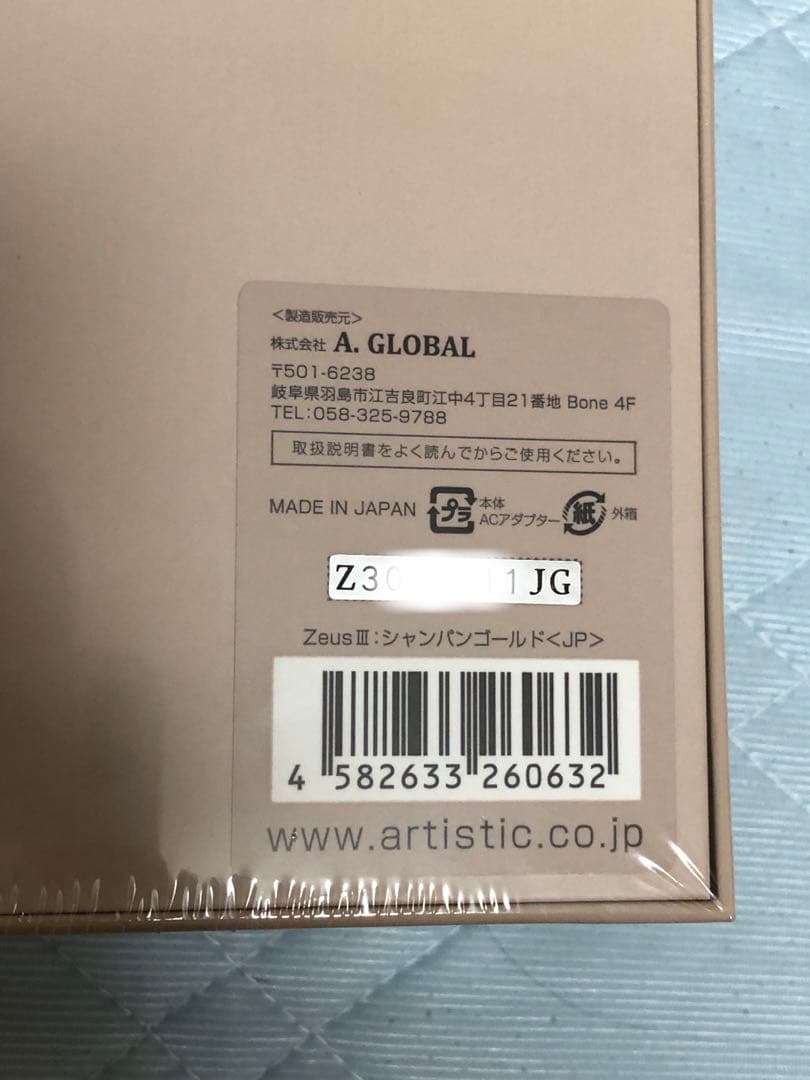 <製造販売元>
株式会社 A. GLOBAL
〒501-6238
岐阜県羽島市江吉良町江中4丁目21番地 Bone 4F
TEL:058-325-9788
取扱説明書をよく読んでからご使用ください。
MADE IN JAPAN プラ 本体 ACアダプター 紙 外箱
Z30 11JG
ZeusⅢ:シャンパンゴールド<JP>
4 582633 260632
www.artistic.co.jp